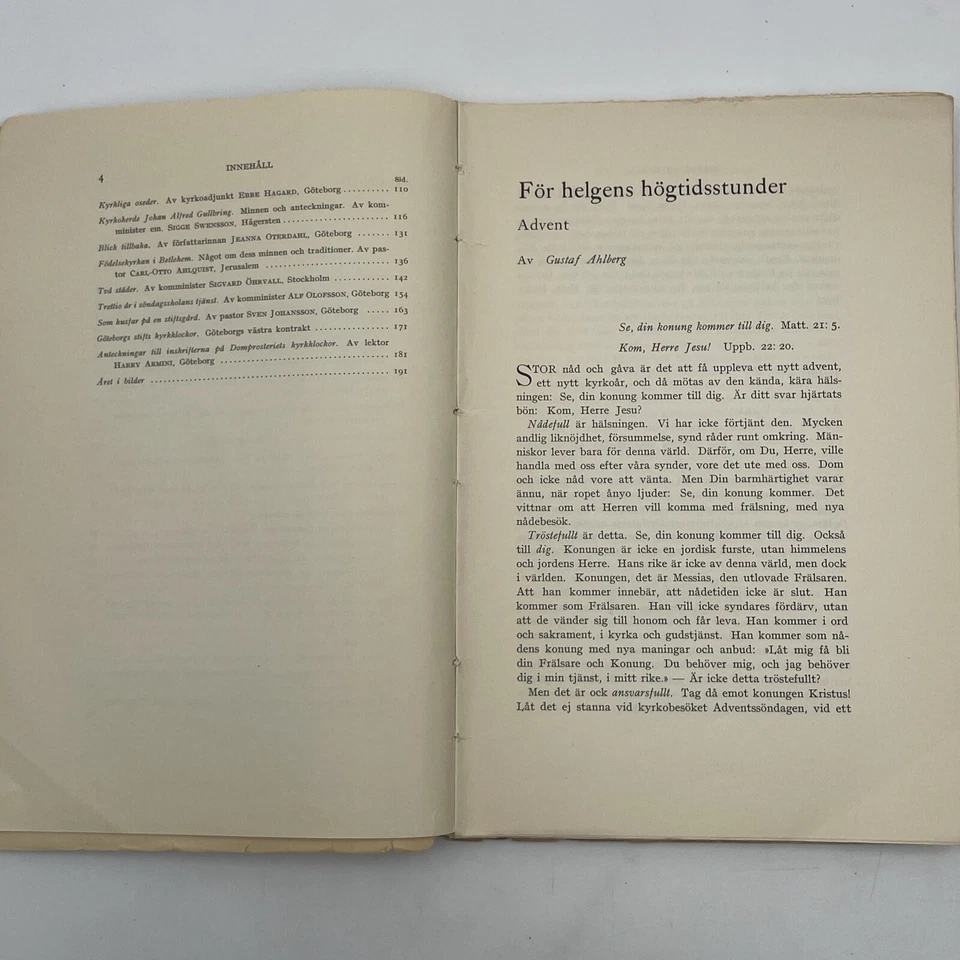 4
INNEHÅLL
Sid.
Kyrkliga oseder. Av kyrkoadjunkt EBBE HAGARD, Göteborg .......... 110
Kyrkoherde Johan Alfred Gullbring. Minnen och anteckningar. Av kom-
minister em. SIGGE SWENSSON, Hägersten ..................... 116
Blick tillbaka. Av författarinnan JEANNA OTERDAHL, Göteborg ....... 131
Födelsekyrkan i Betlehem. Något om dess minnen och traditioner. Av pas-
tor CARL-OTTO AHLQUIST, Jerusalem ......................... 136
Två städer. Av komminister SIGVARD ÖHRVALL, Stockholm ............ 142
Trettio år i söndagsskolans tjänst. Av komminister ALF OLOFSSON, Göteborg 154
Som husfar på en stiftsgård. Av pastor SVEN JOHANSSON, Göteborg ..... 163
Göteborgs stifts kyrkklockor. Göteborgs västra kontrakt ................ 171
Anteckningar till inskrifterna på Domprosteriets kyrkklockor. Av lektor
HARRY ARMINI, Göteborg .................................. 181
Året i bilder ................................................ 191
För helgens högtidsstunder
Advent
Av Gustaf Ahlberg
Se, din konung kommer till dig. Matt. 21: 5.
Kom, Herre Jesu! Uppb. 22: 20.
STOR nåd och gåva är det att få uppleva ett nytt advent,
ett nytt kyrkoår, och då mötas av den kända, kära häls-
ningen: Se, din konung kommer till dig. Är ditt svar hjärtats
bön: Kom, Herre Jesu?
Nådefull är hälsningen. Vi har icke förtjänt den. Mycken
andlig liknöjdhet, försummelse, synd råder runt omkring. Män-
niskor lever bara för denna värld. Därför, om Du, Herre, ville
handla med oss efter våra synder, vore det ute med oss. Dom
och icke nåd vore att vänta. Men Din barmhärtighet varar
ännu, när ropet ånyo ljuder: Se, din konung kommer. Det
vittnar om att Herren vill komma med frälsning, med nya
nådebesök.
Tröstefullt är detta. Se, din konung kommer till dig. Också
till dig. Konungen är icke en jordisk furste, utan himmelens
och jordens Herre. Hans rike är icke av denna värld, men dock
i världen. Konungen, det är Messias, den utlovade Frälsaren.
Att han kommer innebär, att nådetiden icke är slut. Han
kommer som Frälsaren. Han vill icke syndares fördärv, utan
att de vänder sig till honom och får leva. Han kommer i ord
och sakrament, i kyrka och gudstjänst. Han kommer som nå-
dens konung med nya maningar och anbud: »Låt mig få bli
din Frälsare och Konung. Du behöver mig, och jag behöver
dig i min tjänst, i mitt rike.» — Är icke detta tröstefullt?
Men det är ock ansvarsfullt. Tag då emot konungen Kristus!
Låt det ej stanna vid kyrkobesöket Adventssöndagen, vid ett